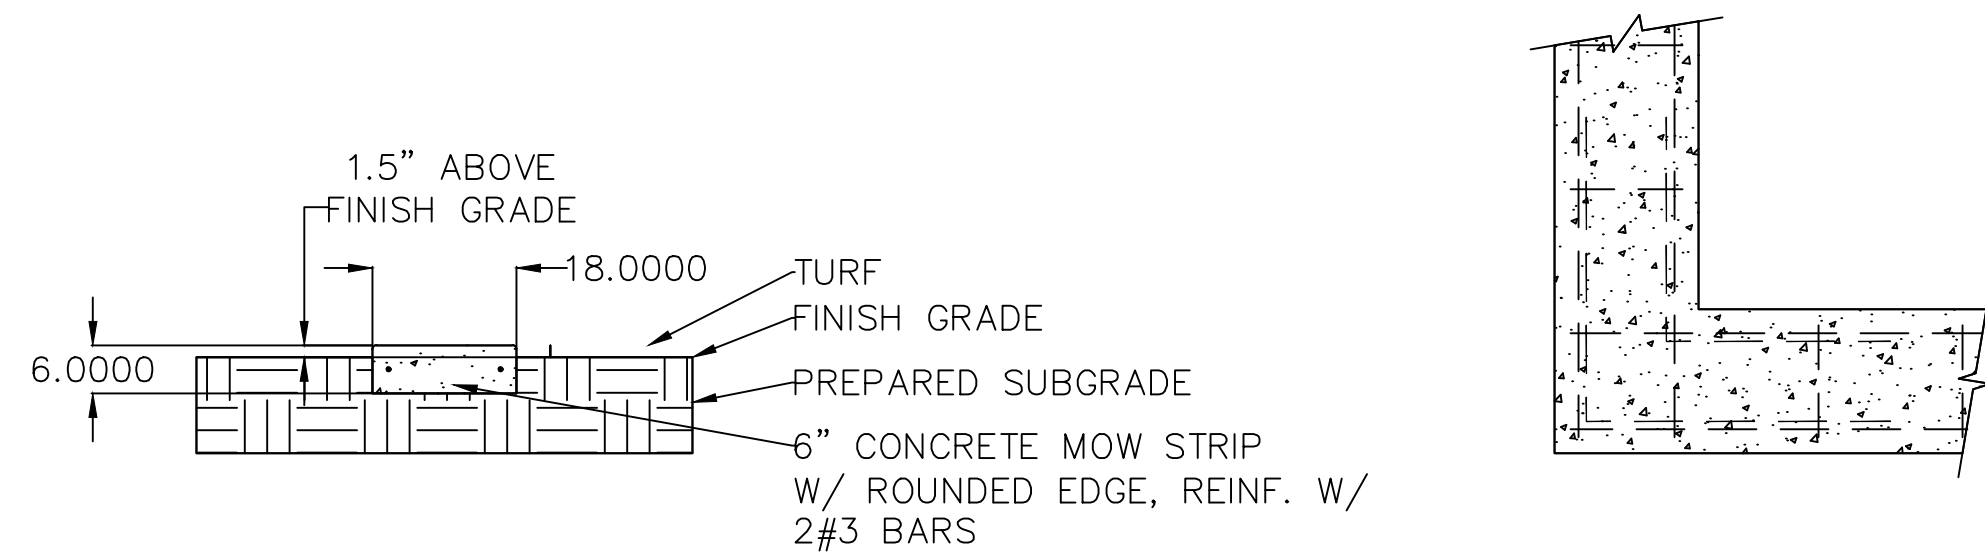 1.5” ABOVE
FINISH GRADE
18.0000
TURF
FINISH GRADE
6.0000
PREPARED SUBGRADE
6” CONCRETE MOW STRIP
W/ ROUNDED EDGE, REINF. W/
2#3 BARS